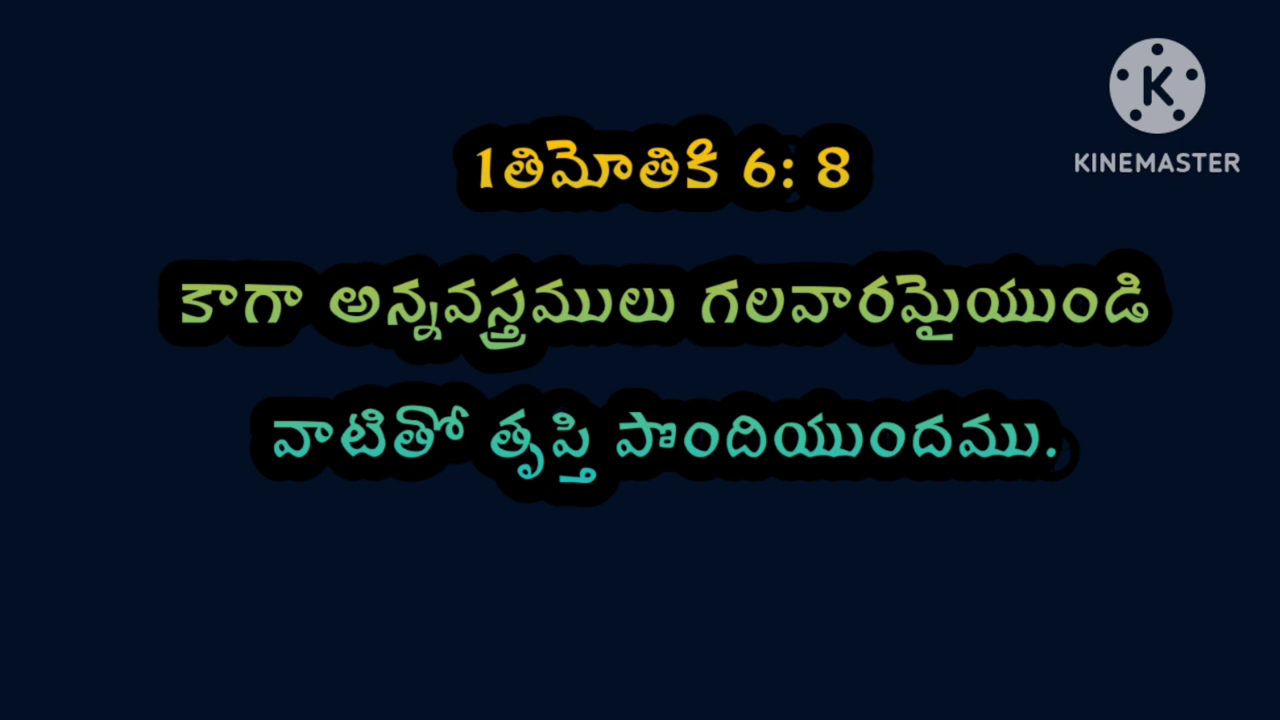 K
KINEMASTER
1తిమోతికి 6: 8
కాగా అన్నవస్త్రములు గలవారమైయుండి
వాటితో తృప్తి పొందియుందము.